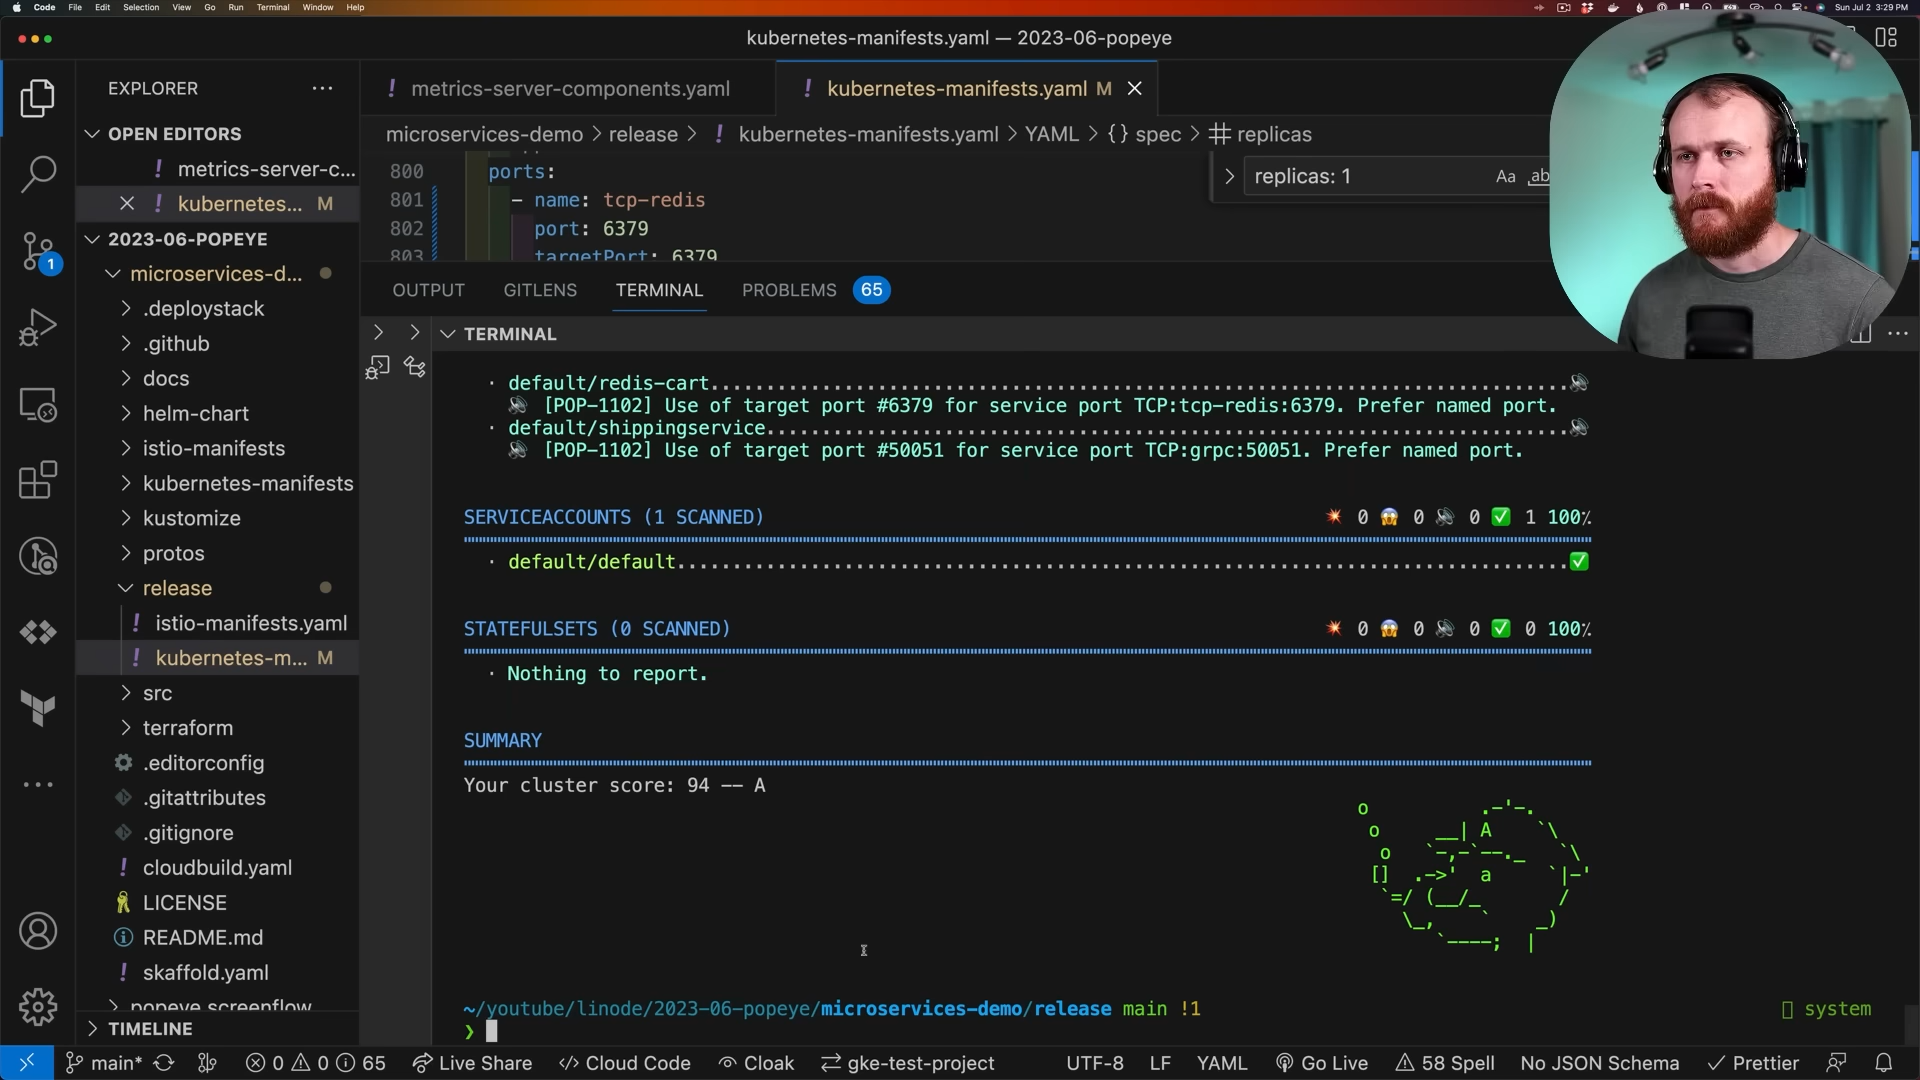 Code File Edit Selection View Go Run Terminal Window Help
Sun Jul 2 3:29 PM
kubernetes-manifests.yaml — 2023-06-popeye
EXPLORER
OPEN EDITORS
metrics-server-c...
kubernetes... M
2023-06-POPEYE
microservices-d...
.deploystack
.github
docs
helm-chart
istio-manifests
kubernetes-manifests
kustomize
protos
release
istio-manifests.yaml
kubernetes-m... M
src
terraform
.editorconfig
.gitattributes
.gitignore
cloudbuild.yaml
LICENSE
README.md
skaffold.yaml
popeye.screenflow
TIMELINE
1
metrics-server-components.yaml
kubernetes-manifests.yaml M
microservices-demo > release > kubernetes-manifests.yaml > YAML > {} spec > replicas
800 ports:
801 - name: tcp-redis
802 port: 6379
803 targetPort: 6379
replicas: 1 Aa ab
OUTPUT GITLENS TERMINAL PROBLEMS 65
TERMINAL
· default/redis-cart...............................................................................🔊
🔊 [POP-1102] Use of target port #6379 for service port TCP:tcp-redis:6379. Prefer named port.
· default/shippingservice..........................................................................🔊
🔊 [POP-1102] Use of target port #50051 for service port TCP:grpc:50051. Prefer named port.
SERVICEACCOUNTS (1 SCANNED) 💥 0 😱 0 🔊 0 ✅ 1 100%
· default/default..................................................................................✅
STATEFULSETS (0 SCANNED) 💥 0 😱 0 🔊 0 ✅ 0 100%
· Nothing to report.
SUMMARY
Your cluster score: 94 -- A
o          .-'-.
 o     __| A    `\
  o   `-,-`--._   `\
 []  .->'  a     `|-'
  `=/ (__/_       /
    \_,    `    _)
       `----;  |
~/youtube/linode/2023-06-popeye/microservices-demo/release main !1
system
❯
main* 0 0 65 Live Share Cloud Code Cloak gke-test-project UTF-8 LF YAML Go Live 58 Spell No JSON Schema Prettier